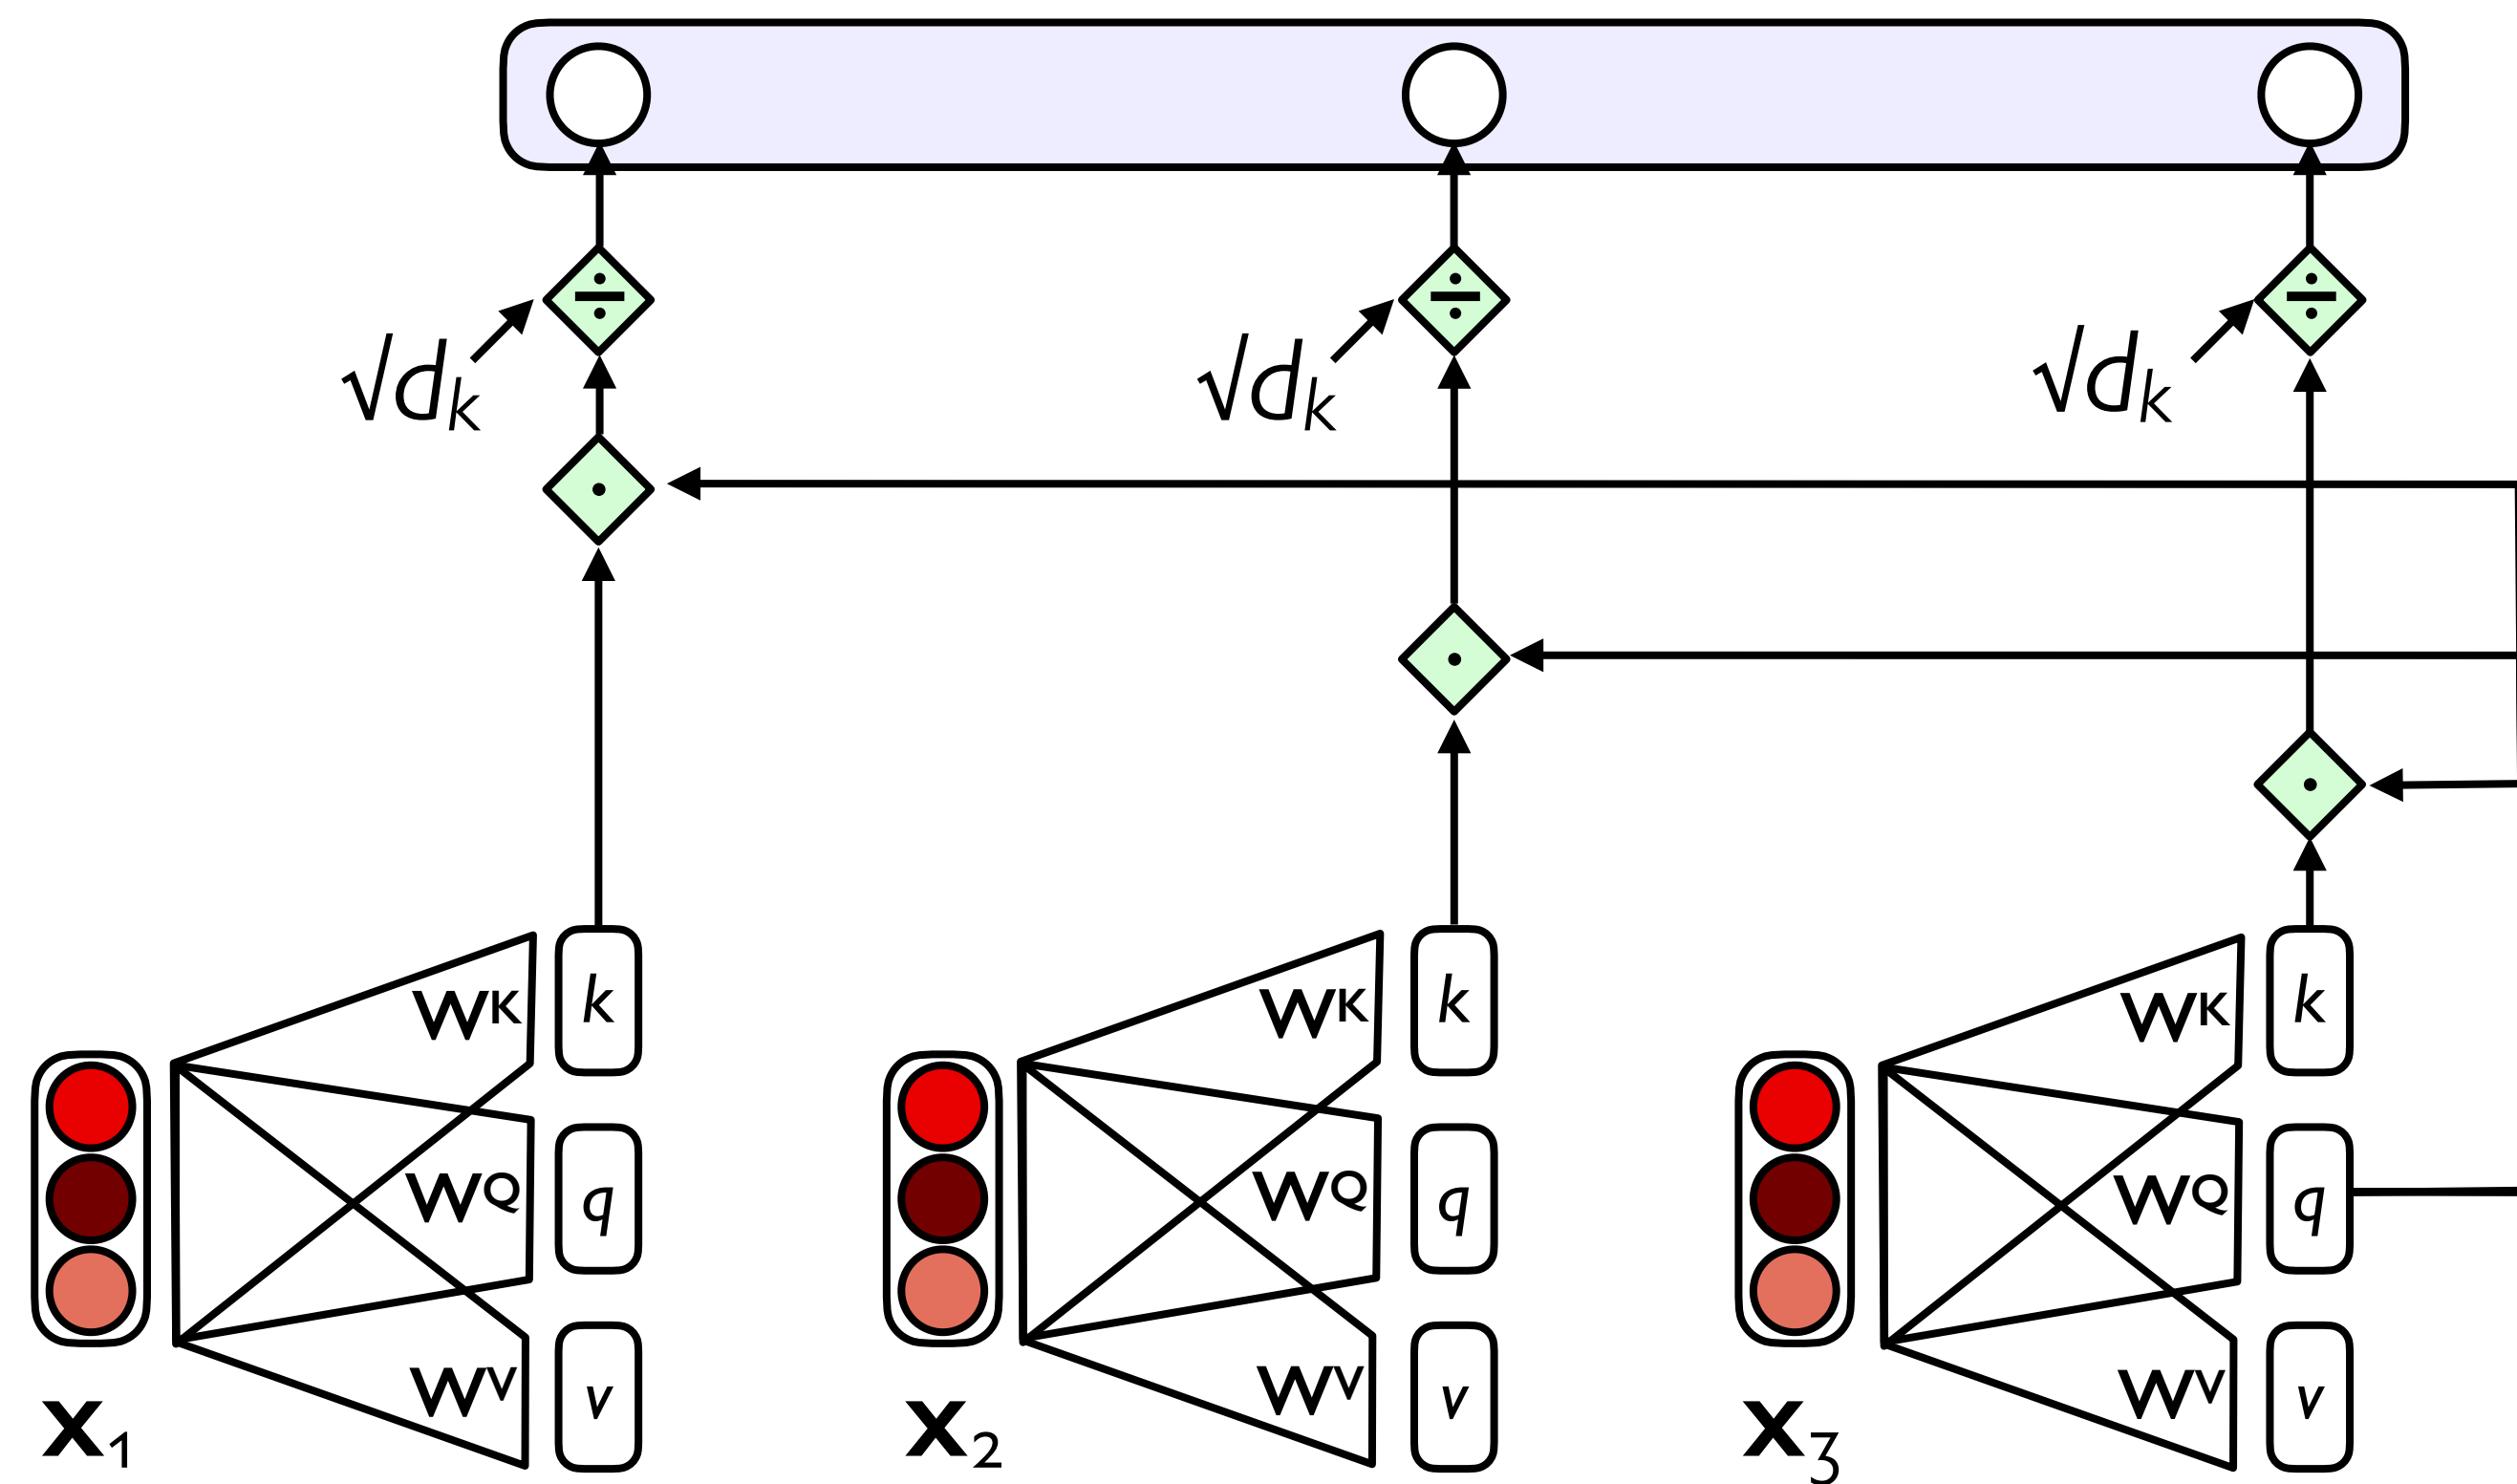 ÷ ÷ ÷
√dk √dk √dk
· · ·
WK k WK k WK k
WQ q WQ q WQ q
WV v WV v WV v
x1 x2 x3